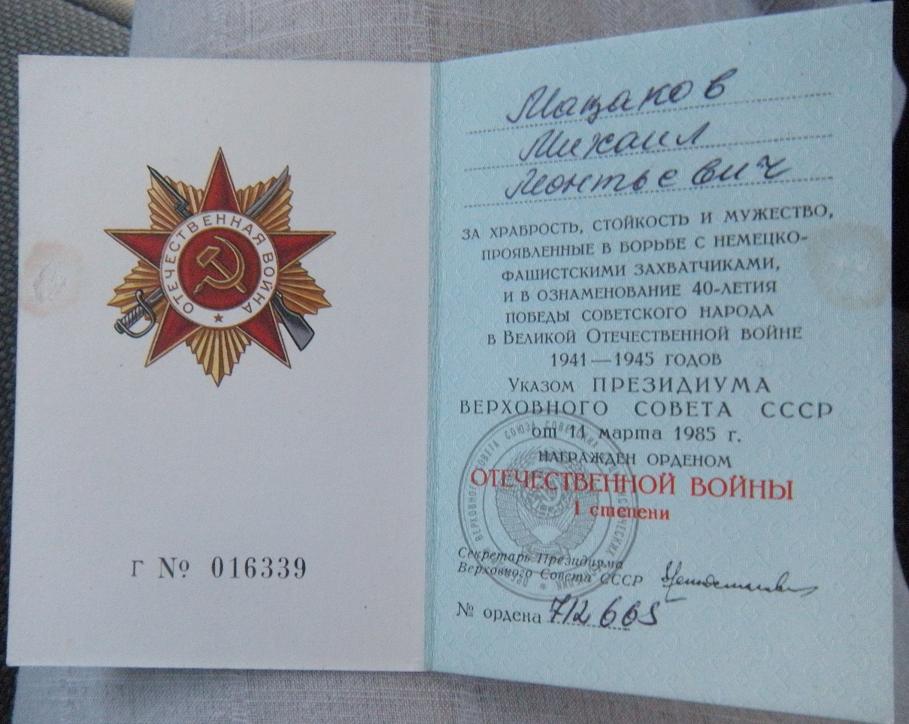 ОТЕЧЕСТВЕННАЯ ВОЙНА
Г № 016339
Мацаков
Михаил
Леонтьевич
ЗА ХРАБРОСТЬ, СТОЙКОСТЬ И МУЖЕСТВО,
ПРОЯВЛЕННЫЕ В БОРЬБЕ С НЕМЕЦКО-
ФАШИСТСКИМИ ЗАХВАТЧИКАМИ,
И В ОЗНАМЕНОВАНИЕ 40-ЛЕТИЯ
ПОБЕДЫ СОВЕТСКОГО НАРОДА
В ВЕЛИКОЙ ОТЕЧЕСТВЕННОЙ ВОЙНЕ
1941—1945 ГОДОВ
УКАЗОМ ПРЕЗИДИУМА
ВЕРХОВНОГО СОВЕТА СССР
от 11 марта 1985 г.
НАГРАЖДЕН ОРДЕНОМ
ОТЕЧЕСТВЕННОЙ ВОЙНЫ
I степени
Секретарь Президиума
Верховного Совета СССР
№ ордена 712665